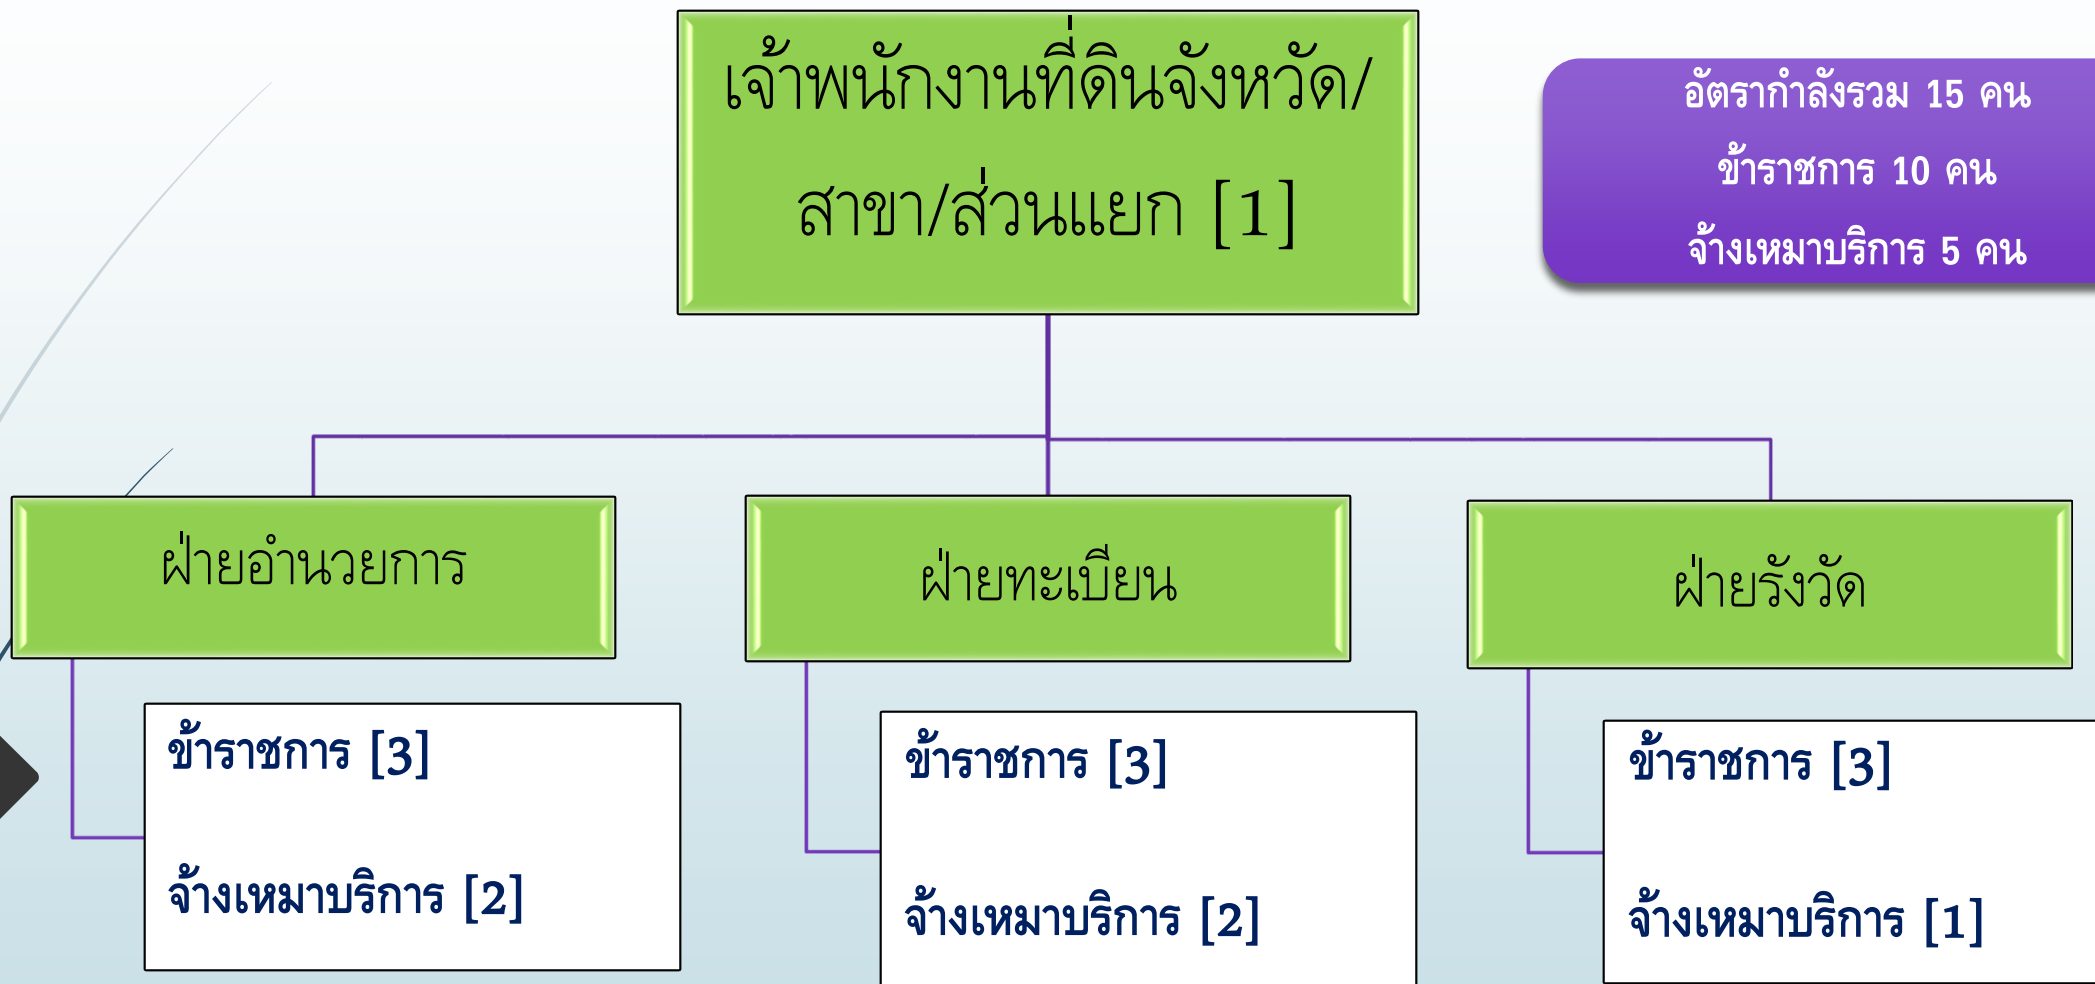 เจ้าพนักงานที่ดินจังหวัด/
สาขา/ส่วนแยก [1]
อัตรากำลังรวม 15 คน
ข้าราชการ 10 คน
จ้างเหมาบริการ 5 คน
ฝ่ายอำนวยการ
ข้าราชการ [3]
จ้างเหมาบริการ [2]
ฝ่ายทะเบียน
ข้าราชการ [3]
จ้างเหมาบริการ [2]
ฝ่ายรังวัด
ข้าราชการ [3]
จ้างเหมาบริการ [1]